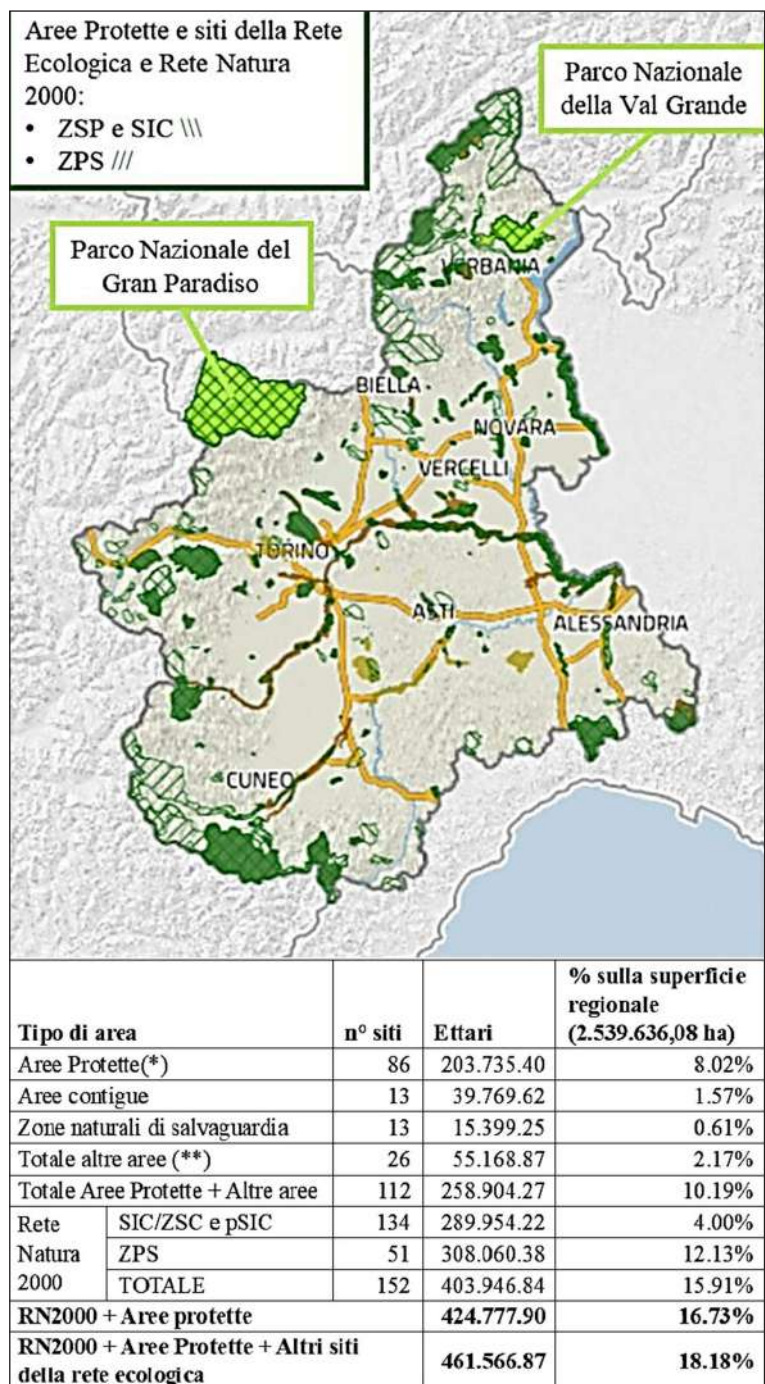 Aree Protette e siti della Rete
Ecologica e Rete Natura
2000:
• ZSP e SIC \\\
• ZPS ///
Parco Nazionale
della Val Grande
Parco Nazionale del
Gran Paradiso
VERBANIA
BIELLA
NOVARA
VERCELLI
TORINO
ASTI
ALESSANDRIA
CUNEO
Tipo di area n° siti Ettari % sulla superficie regionale (2.539.636,08 ha)
Aree Protette(*) 86 203.735.40 8.02%
Aree contigue 13 39.769.62 1.57%
Zone naturali di salvaguardia 13 15.399.25 0.61%
Totale altre aree (**) 26 55.168.87 2.17%
Totale Aree Protette + Altre aree 112 258.904.27 10.19%
Rete Natura 2000 SIC/ZSC e pSIC 134 289.954.22 4.00%
ZPS 51 308.060.38 12.13%
TOTALE 152 403.946.84 15.91%
RN2000 + Aree protette 424.777.90 16.73%
RN2000 + Aree Protette + Altri siti
della rete ecologica 461.566.87 18.18%